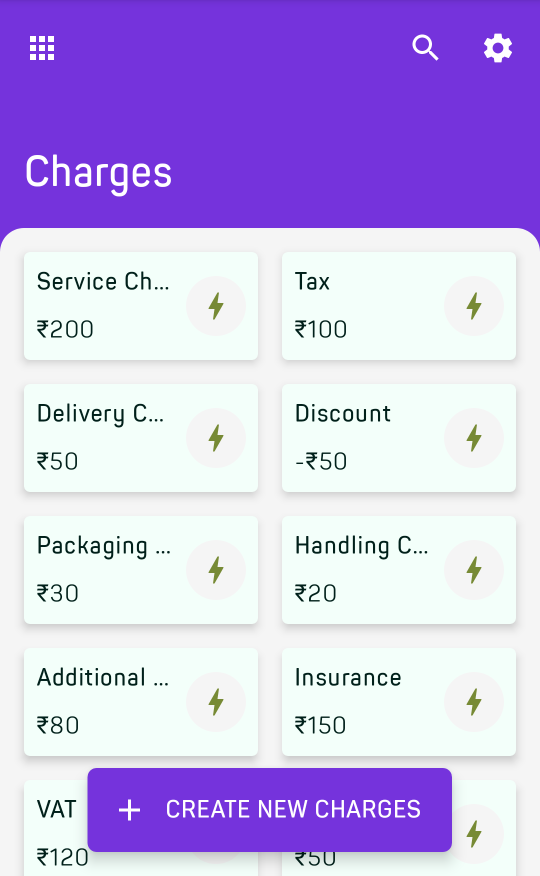 Charges
Service Ch...
₹200
Tax
₹100
Delivery C...
₹50
Discount
-₹50
Packaging ...
₹30
Handling C...
₹20
Additional ...
₹80
Insurance
₹150
VAT
₹120
₹50
CREATE NEW CHARGES